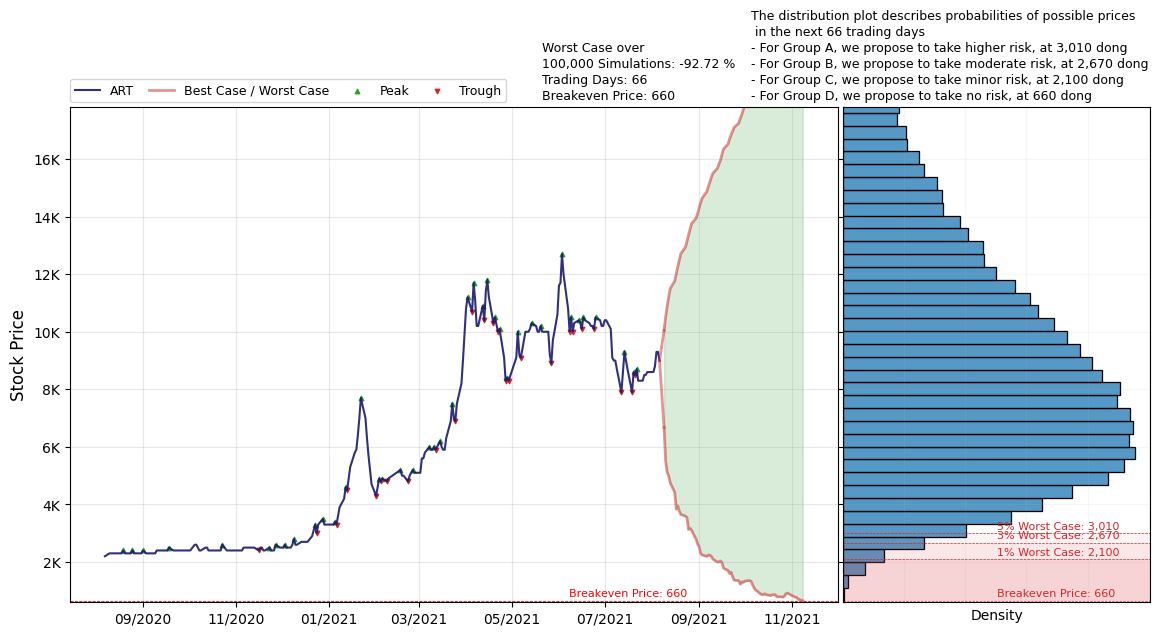 The distribution plot describes probabilities of possible prices
in the next 66 trading days
- For Group A, we propose to take higher risk, at 3,010 dong
- For Group B, we propose to take moderate risk, at 2,670 dong
- For Group C, we propose to take minor risk, at 2,100 dong
- For Group D, we propose to take no risk, at 660 dong
Worst Case over
100,000 Simulations: -92.72 %
Trading Days: 66
Breakeven Price: 660
ART
Best Case / Worst Case
Peak
Trough
Stock Price
16K
14K
12K
10K
8K
6K
4K
2K
Breakeven Price: 660
09/2020
11/2020
01/2021
03/2021
05/2021
07/2021
09/2021
11/2021
5% Worst Case: 3,010
3% Worst Case: 2,670
1% Worst Case: 2,100
Breakeven Price: 660
Density